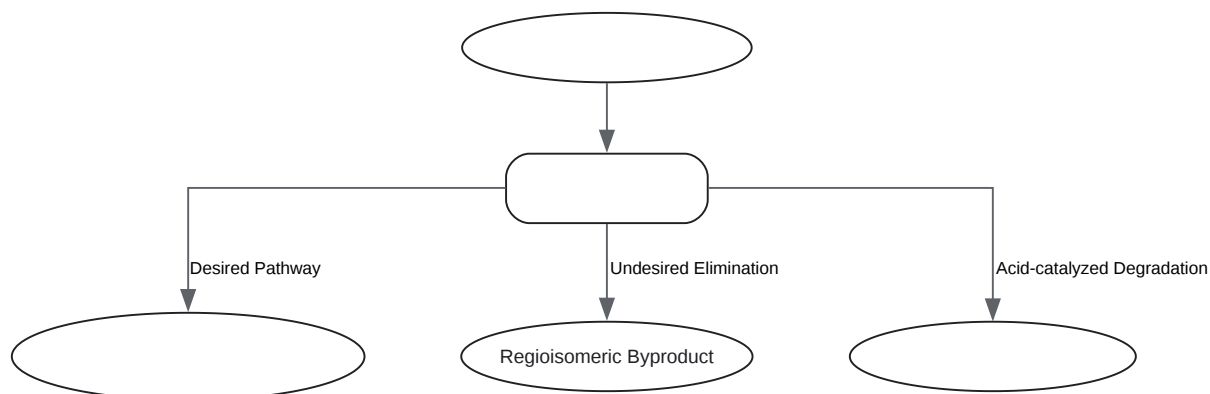 Desired Pathway
Undesired Elimination
Acid-catalyzed Degradation
Regioisomeric Byproduct